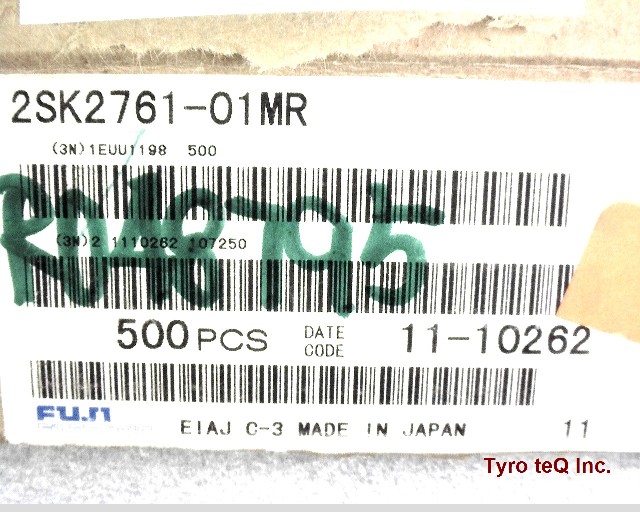 2SK2761-01MR
(3N)1EUU1198 500
(3N)2 1110262 107250
R048795
500 PCS DATE CODE 11-10262
FUJI
EIAJ C-3 MADE IN JAPAN 11
Tyro teQ Inc.